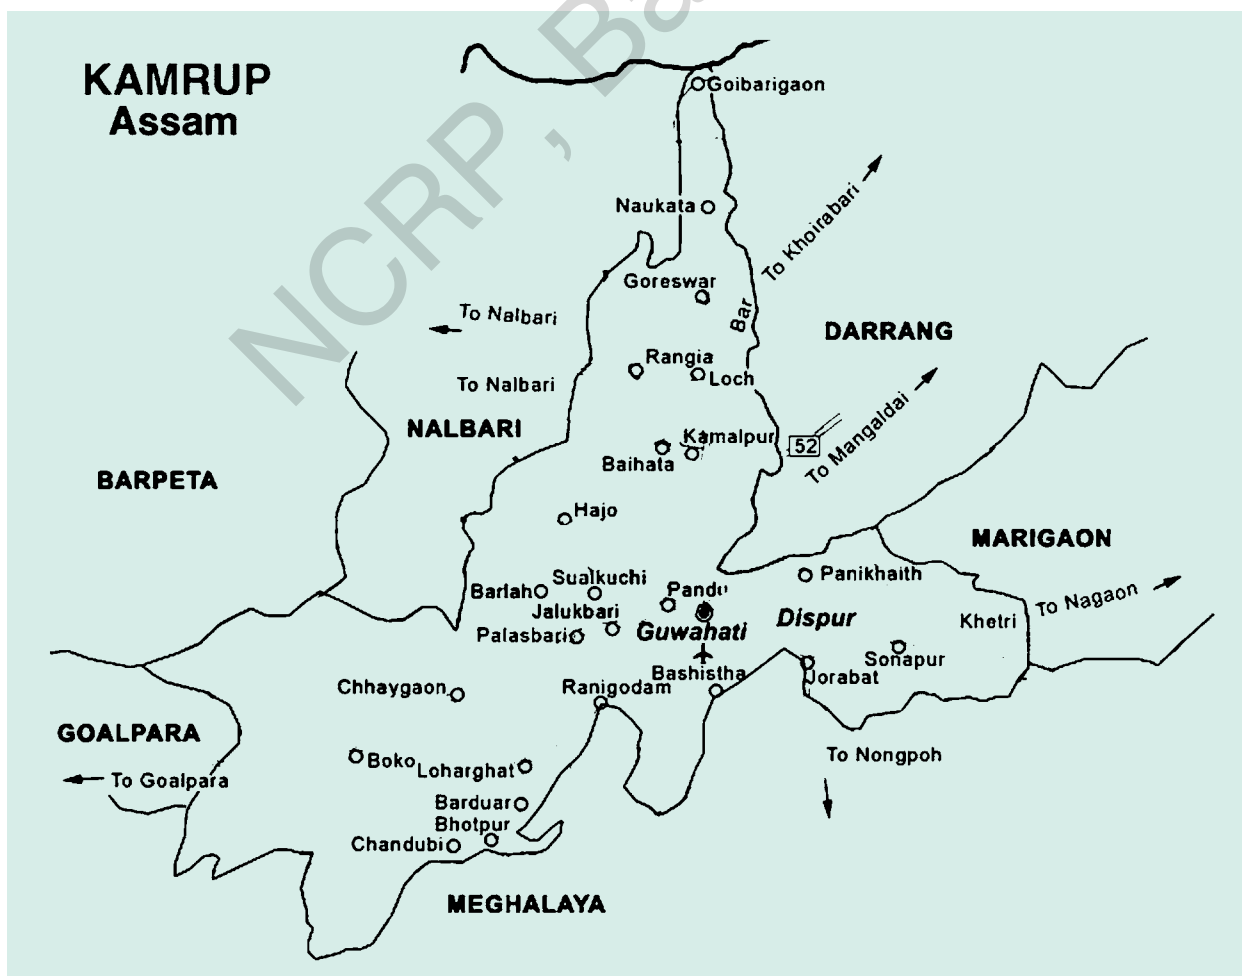 KAMRUP
Assam
NCRP, Ba
Goibarigaon
Naukata
To Khoirabari
Goreswar
Bar
To Nalbari
DARRANG
Rangia
Loch
To Nalbari
NALBARI
To Mangaldai
Kamalpur
52
Baihata
BARPETA
Hajo
MARIGAON
Panikhaith
Sualkuchi
Barlah
Pandu
To Nagaon
Jalukbari
Palasbari
Guwahati
Dispur
Khetri
Sonapur
Bashistha
Jorabat
Chhaygaon
Ranigodam
GOALPARA
To Nongpoh
Boko
Loharghat
To Goalpara
Barduar
Bhotpur
Chandubi
MEGHALAYA